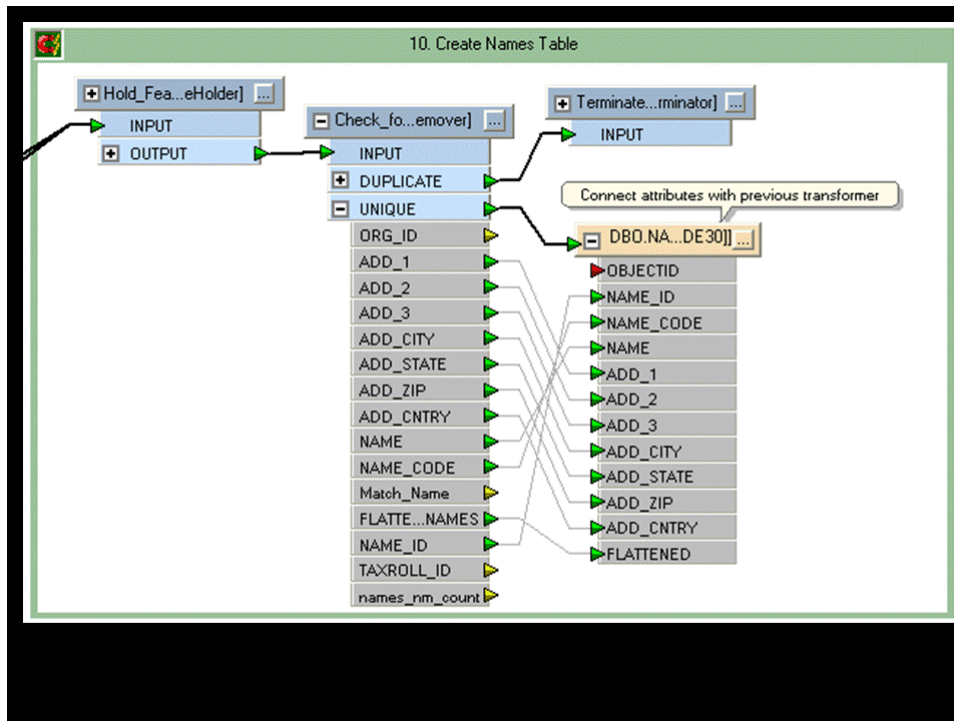 10. Create Names Table
Hold_Fea...eHolder] ...
INPUT
OUTPUT
Check_fo...emover] ...
INPUT
DUPLICATE
UNIQUE
ORG_ID
ADD_1
ADD_2
ADD_3
ADD_CITY
ADD_STATE
ADD_ZIP
ADD_CNTRY
NAME
NAME_CODE
Match_Name
FLATTE...NAMES
NAME_ID
TAXROLL_ID
names_nm_count
Terminate...rminator] ...
INPUT
Connect attributes with previous transformer
DBO.NA...DE30]] ...
OBJECTID
NAME_ID
NAME_CODE
NAME
ADD_1
ADD_2
ADD_3
ADD_CITY
ADD_STATE
ADD_ZIP
ADD_CNTRY
FLATTENED